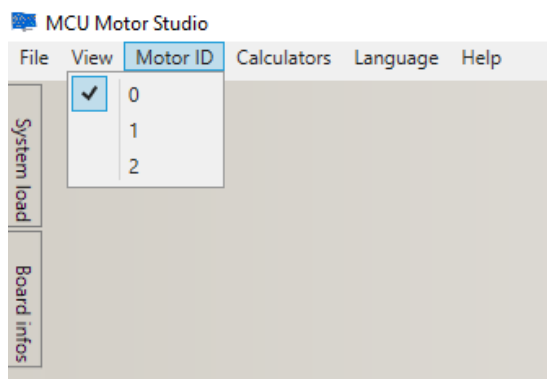 MCU Motor Studio
File View Motor ID Calculators Language Help
0
1
2
System load
Board infos